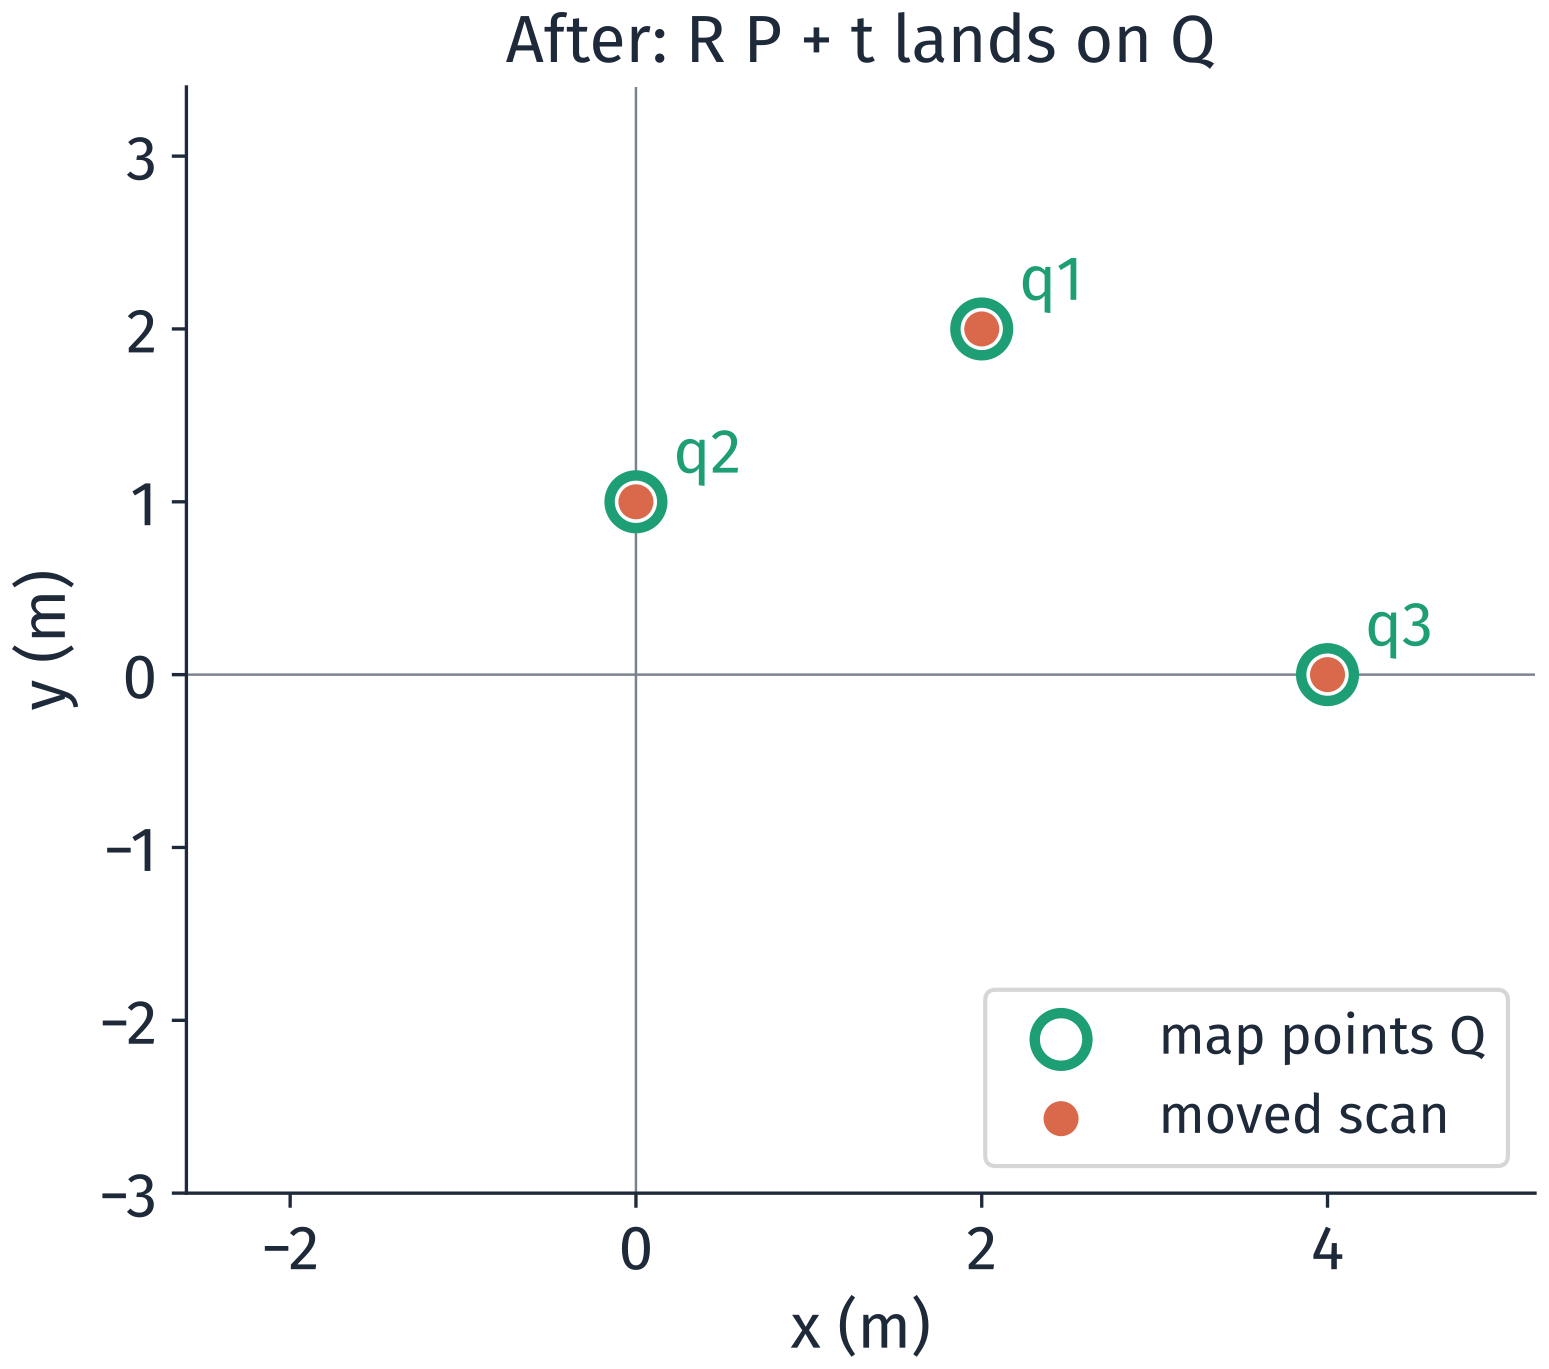 After: R P + t lands on Q
3
2
1
0
−1
−2
−3
y (m)
q1
q2
q3
map points Q
moved scan
−2
0
2
4
x (m)